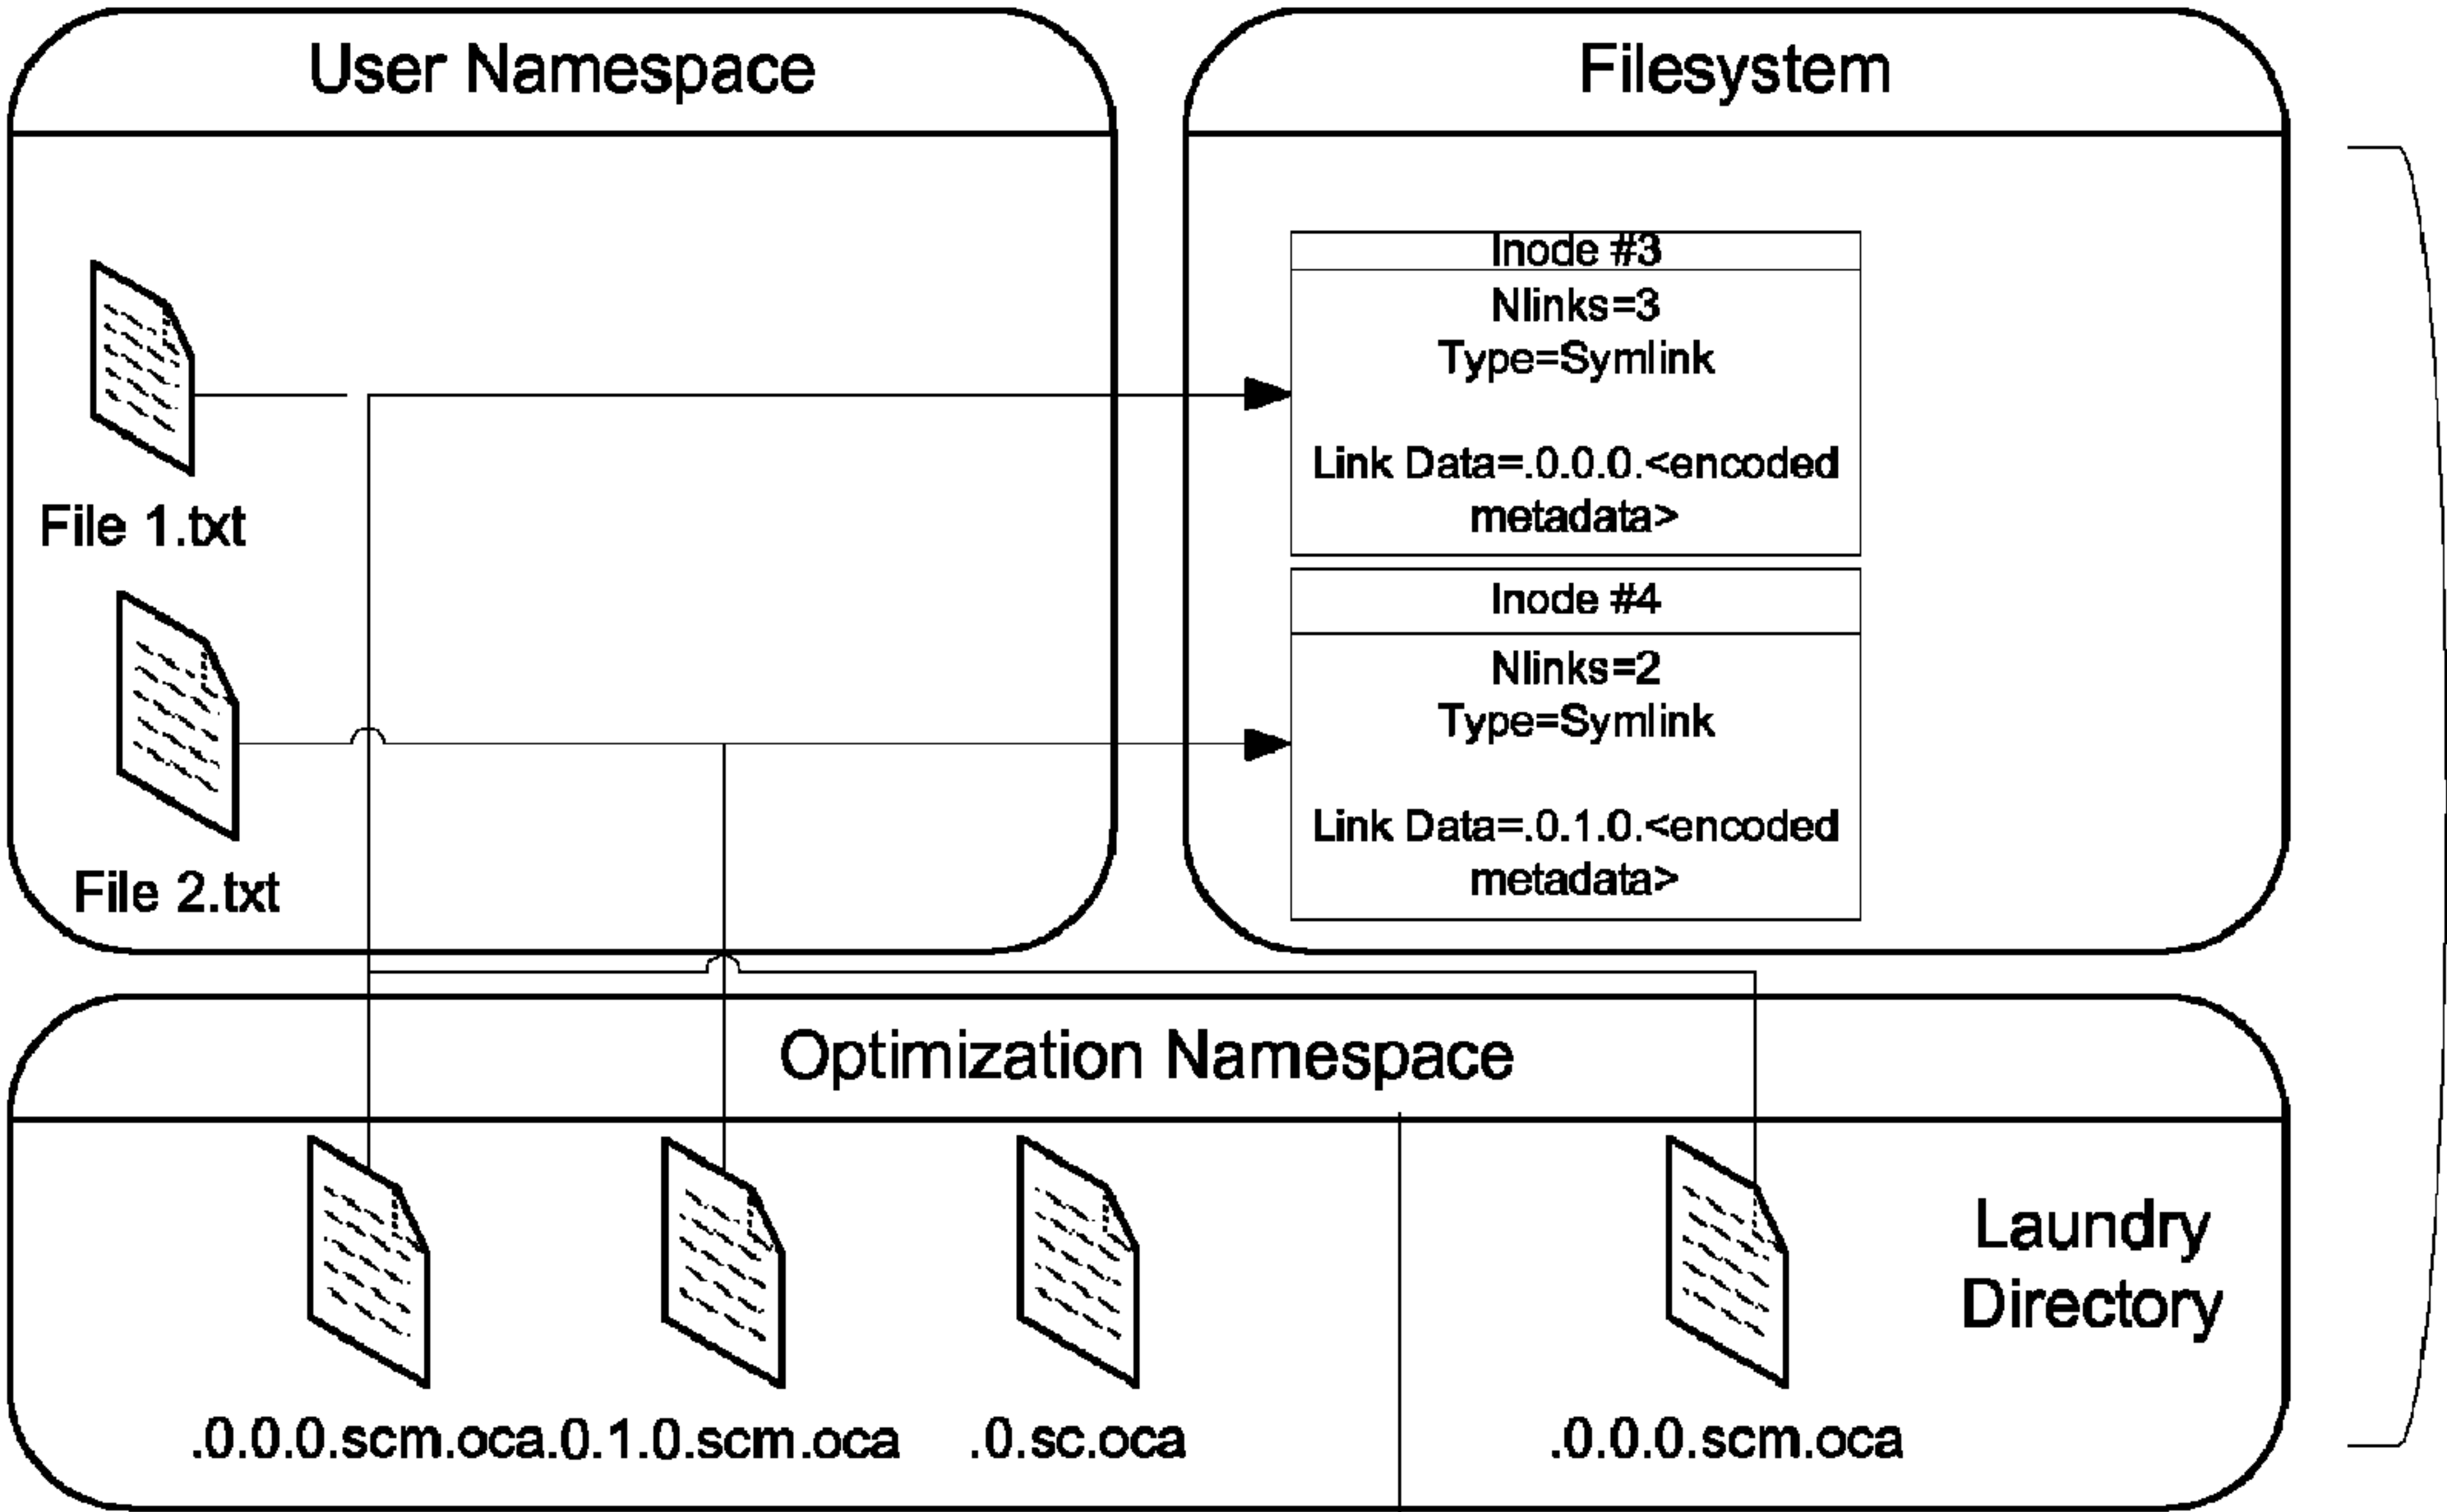 User Namespace
Filesystem
File 1.txt
File 2.txt
Inode #3
Nlinks=3
Type=Symlink
Link Data=.0.0.0.<encoded
metadata>
Inode #4
Nlinks=2
Type=Symlink
Link Data=.0.1.0.<encoded
metadata>
Optimization Namespace
.0.0.0.scm.oca
.0.1.0.scm.oca
.0.sc.oca
.0.0.0.scm.oca
Laundry
Directory